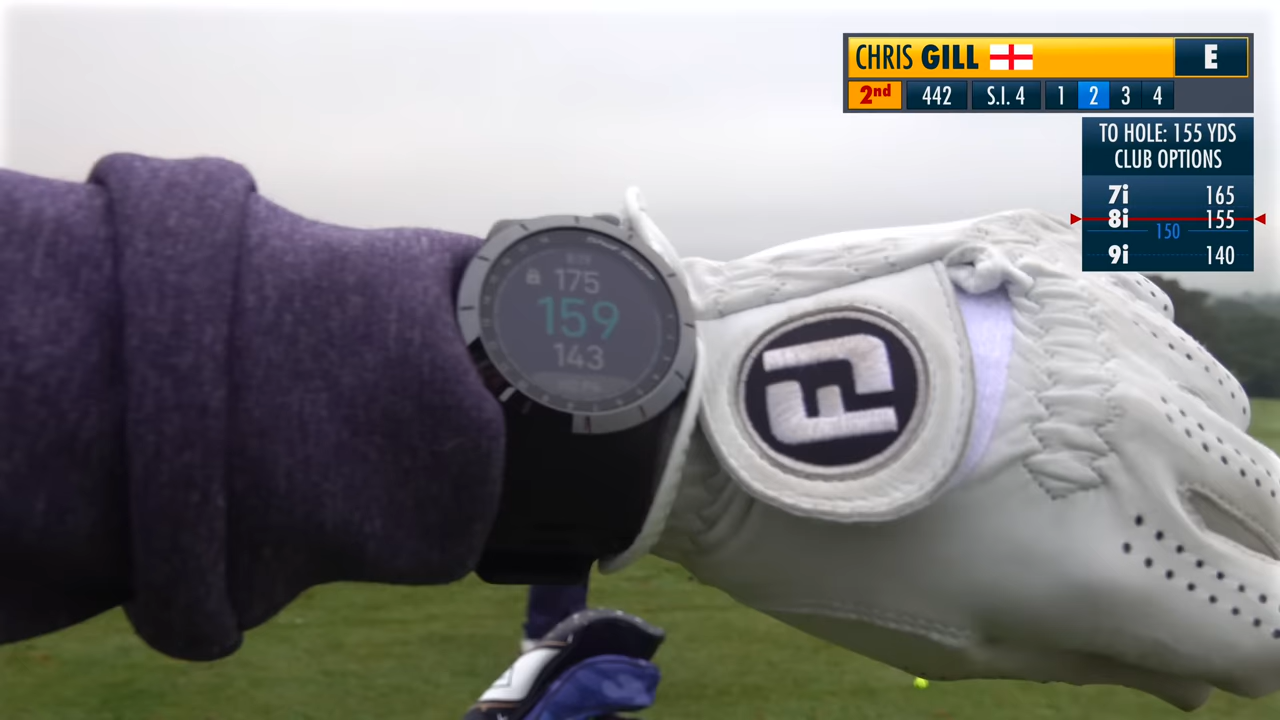 CHRIS GILL E
2nd 442 S.I. 4 1 2 3 4
TO HOLE: 155 YDS
CLUB OPTIONS
7i 165
8i 155
150
9i 140
175
159
143
FJ